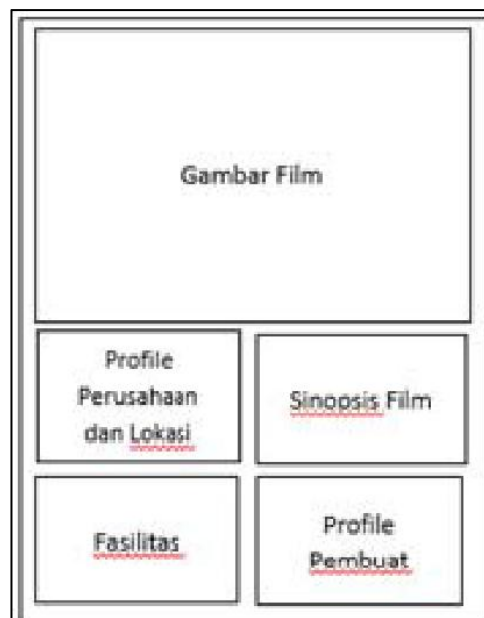 Gambar Film
Profile
Perusahaan
dan Lokasi
Sinopsis Film
Fasilitas
Profile
Pembuat